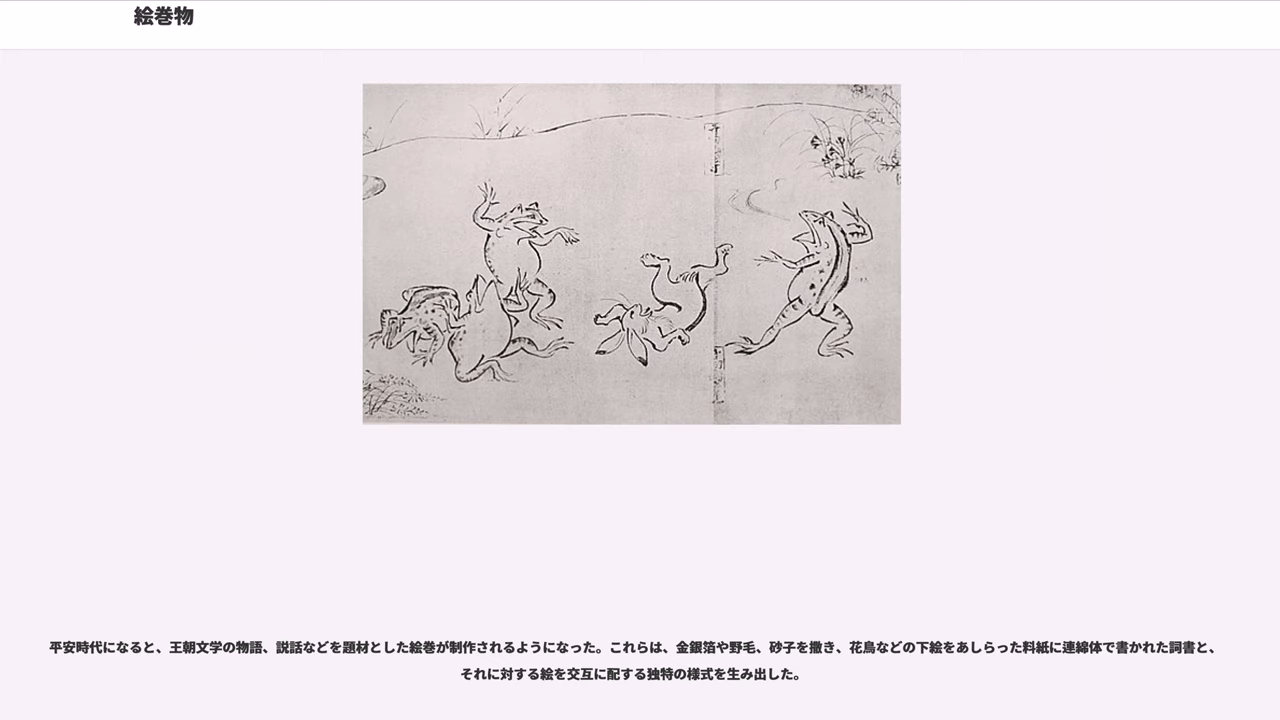 絵巻物
平安時代になると、王朝文学の物語、説話などを題材とした絵巻が制作されるようになった。これらは、金銀箔や野毛、砂子を撒き、花鳥などの下絵をあしらった料紙に連綿体で書かれた詞書と、
それに対する絵を交互に配する独特の様式を生み出した。